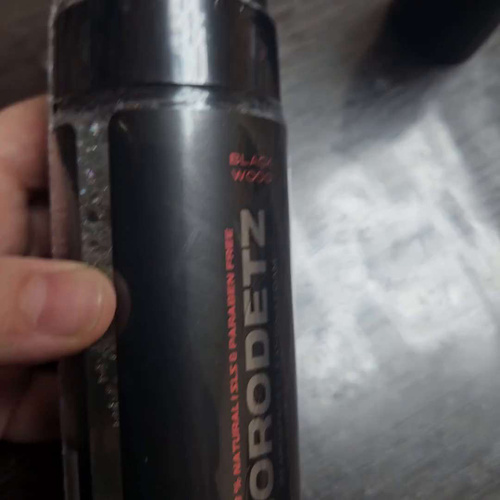 BLACK
WOOD
% NATURAL | SLS & PARABEN FREE
ORODETZ